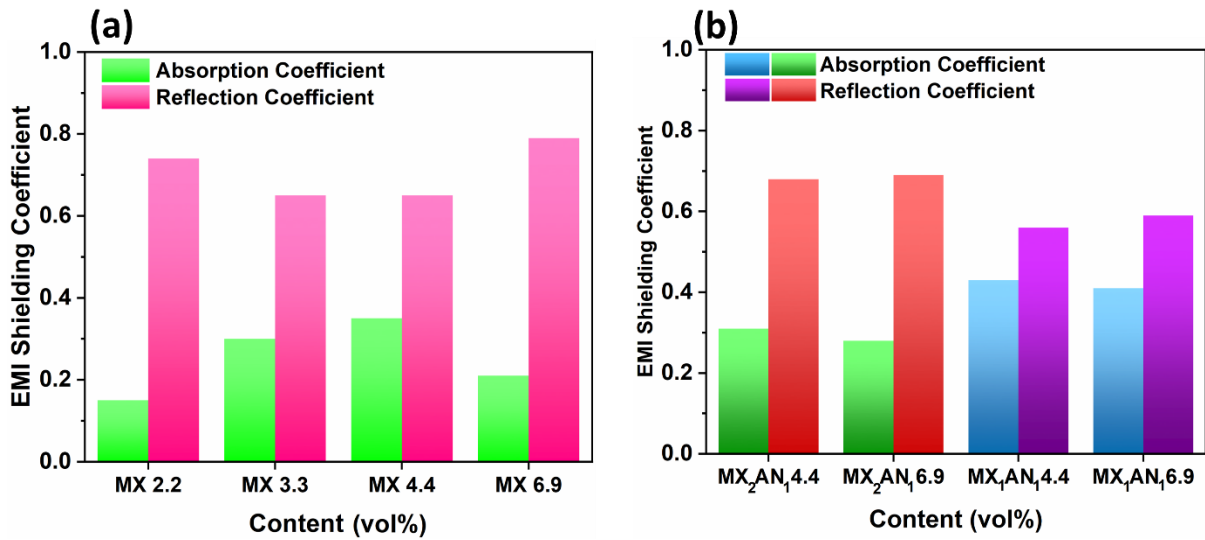 (a)
EMI Shielding Coefficient
1.0
0.8
0.6
0.4
0.2
0.0
Absorption Coefficient
Reflection Coefficient
MX 2.2 MX 3.3 MX 4.4 MX 6.9
Content (vol%)
(b)
EMI Shielding Coefficient
1.0
0.8
0.6
0.4
0.2
0.0
Absorption Coefficient
Reflection Coefficient
MX₂AN₁4.4 MX₂AN₁6.9 MX₁AN₁4.4 MX₁AN₁6.9
Content (vol%)